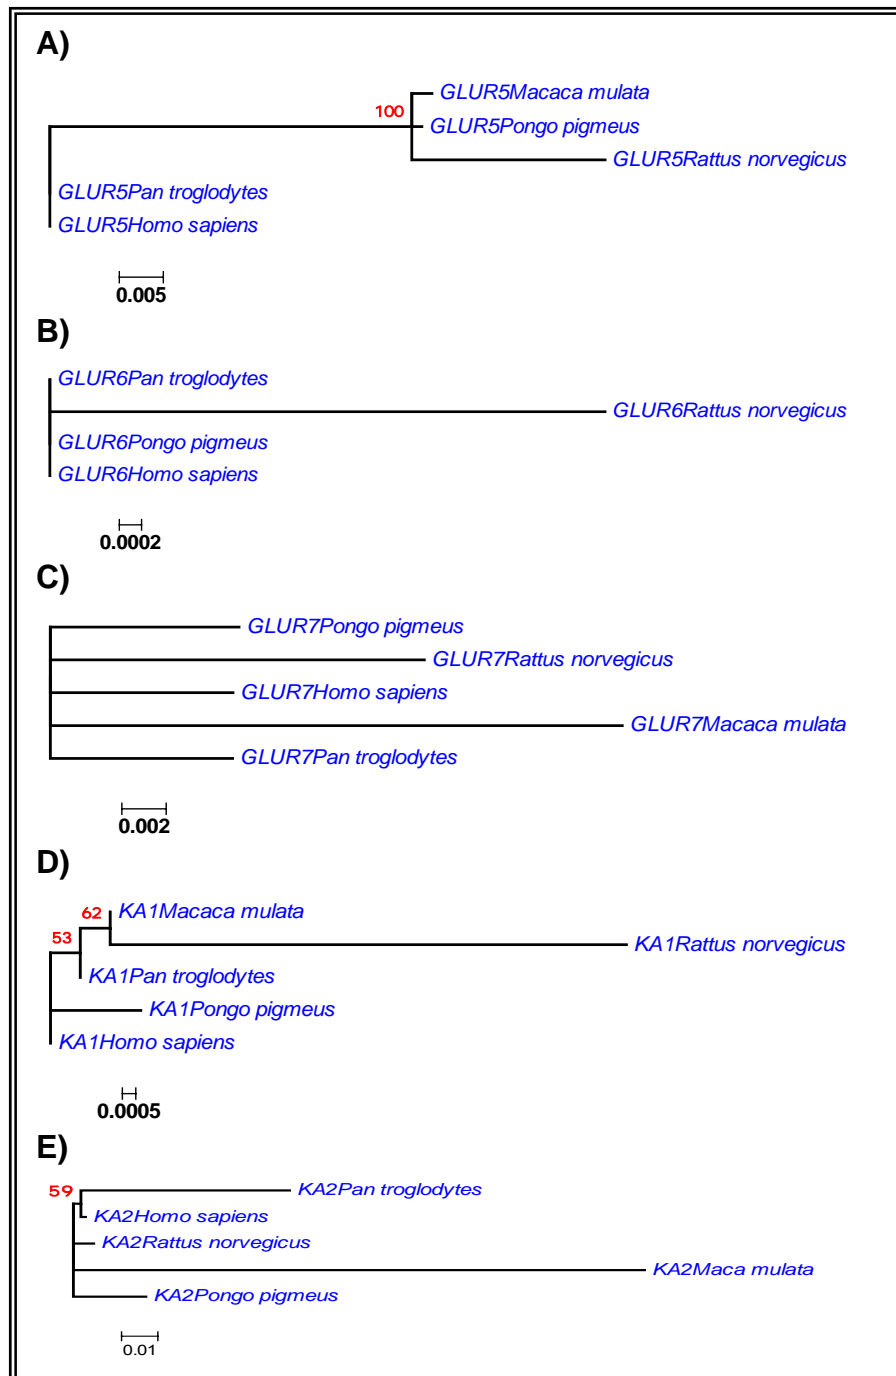 A)
GLUR5Macaca mulata
100
GLUR5Pongo pigmeus
GLUR5Rattus norvegicus
GLUR5Pan troglodytes
GLUR5Homo sapiens
0.005
B)
GLUR6Pan troglodytes
GLUR6Rattus norvegicus
GLUR6Pongo pigmeus
GLUR6Homo sapiens
0.0002
C)
GLUR7Pongo pigmeus
GLUR7Rattus norvegicus
GLUR7Homo sapiens
GLUR7Macaca mulata
GLUR7Pan troglodytes
0.002
D)
62
KA1Macaca mulata
53
KA1Rattus norvegicus
KA1Pan troglodytes
KA1Pongo pigmeus
KA1Homo sapiens
0.0005
E)
59
KA2Pan troglodytes
KA2Homo sapiens
KA2Rattus norvegicus
KA2Maca mulata
KA2Pongo pigmeus
0.01